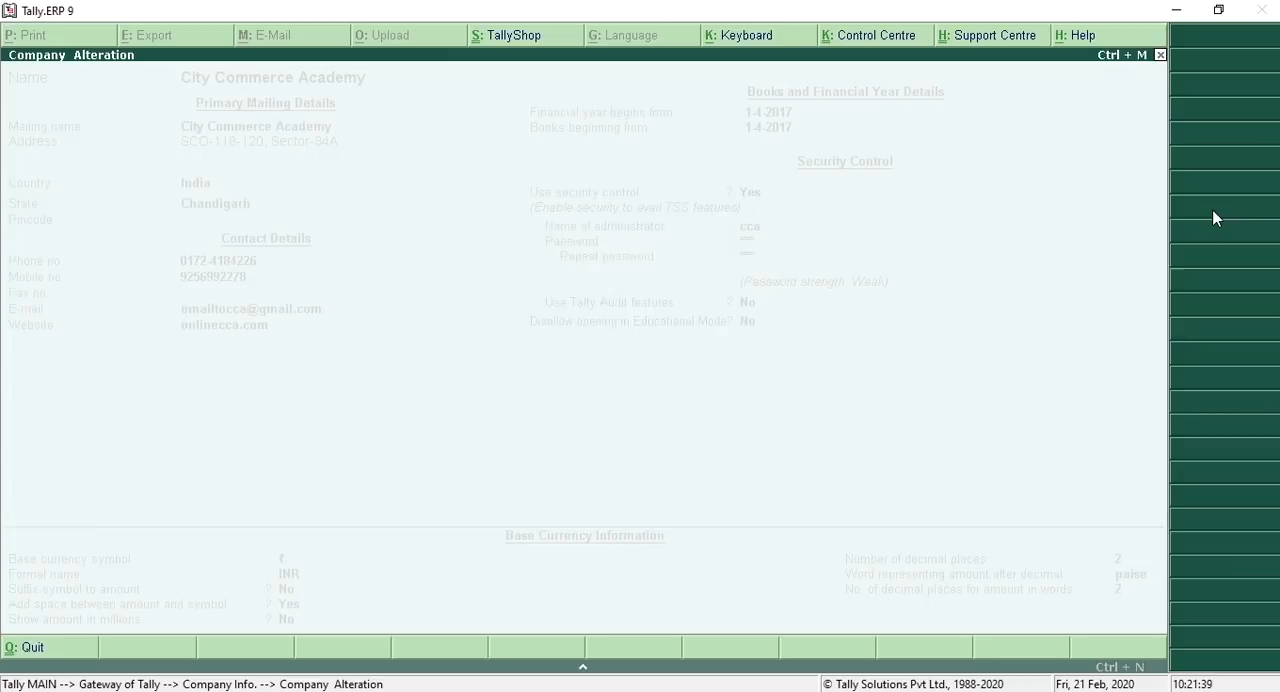 Tally.ERP 9
P: Print E: Export M: E-Mail O: Upload S: TallyShop G: Language K: Keyboard K: Control Centre H: Support Centre H: Help
Company Alteration Ctrl + M
Name City Commerce Academy
Primary Mailing Details
Mailing name City Commerce Academy
Address SCO-118-120, Sector-34A
Country India
State Chandigarh
Pincode
Contact Details
Phone no 0172-4184226
Mobile no 9256992278
Fax no
E-mail emailtocca@gmail.com
Website onlinecca.com
Books and Financial Year Details
Financial year begins from 1-4-2017
Books beginning from 1-4-2017
Security Control
Use security control ? Yes
(Enable security to avail TSS features)
Name of administrator cca
Password
Repeat password
(Password strength Weak)
Use Tally Audit features ? No
Disallow opening in Educational Mode? No
Base Currency Information
Base currency symbol ₹
Formal name INR
Suffix symbol to amount ? No
Add space between amount and symbol ? Yes
Show amount in millions ? No
Number of decimal places 2
Word representing amount after decimal paise
No. of decimal places for amount in words 2
Q: Quit
Ctrl + N
Tally MAIN --> Gateway of Tally --> Company Info. --> Company Alteration © Tally Solutions Pvt Ltd., 1988-2020 Fri, 21 Feb, 2020 10:21:39